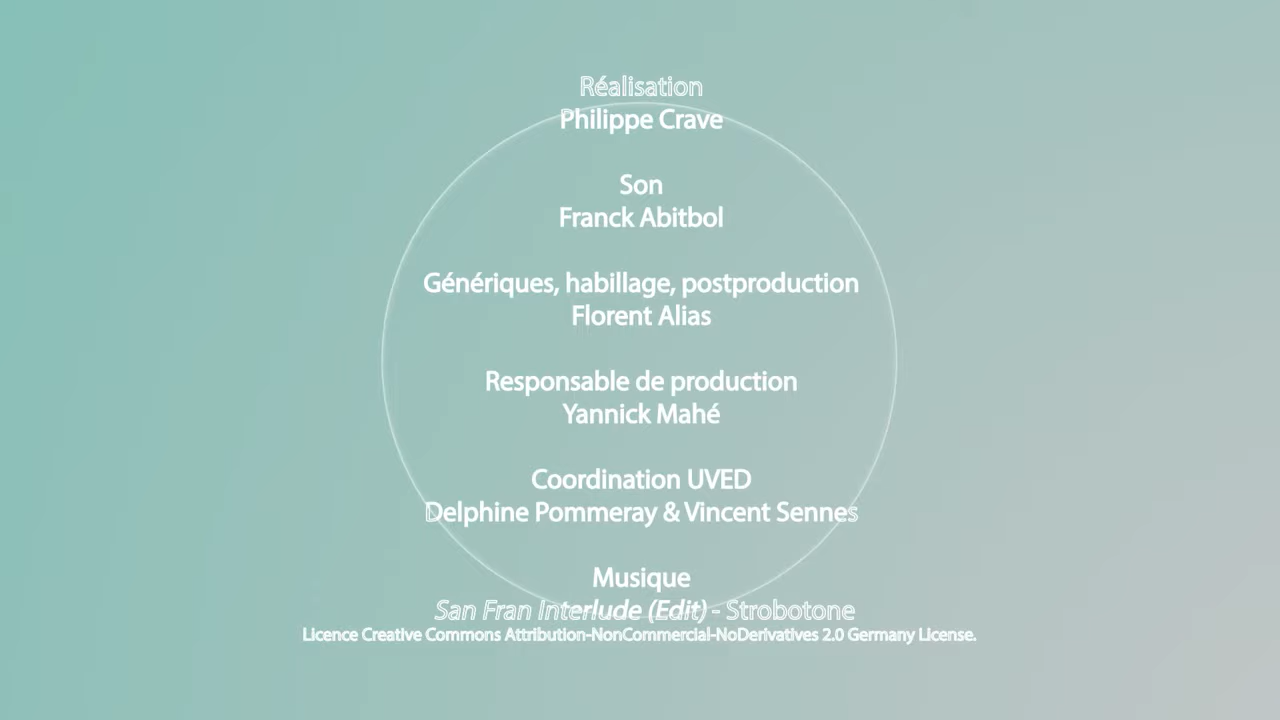 Réalisation
Philippe Crave
Son
Franck Abitbol
Génériques, habillage, postproduction
Florent Alias
Responsable de production
Yannick Mahé
Coordination UVED
Delphine Pommeray & Vincent Sennes
Musique
San Fran Interlude (Edit) - Strobotone
Licence Creative Commons Attribution-NonCommercial-NoDerivatives 2.0 Germany License.